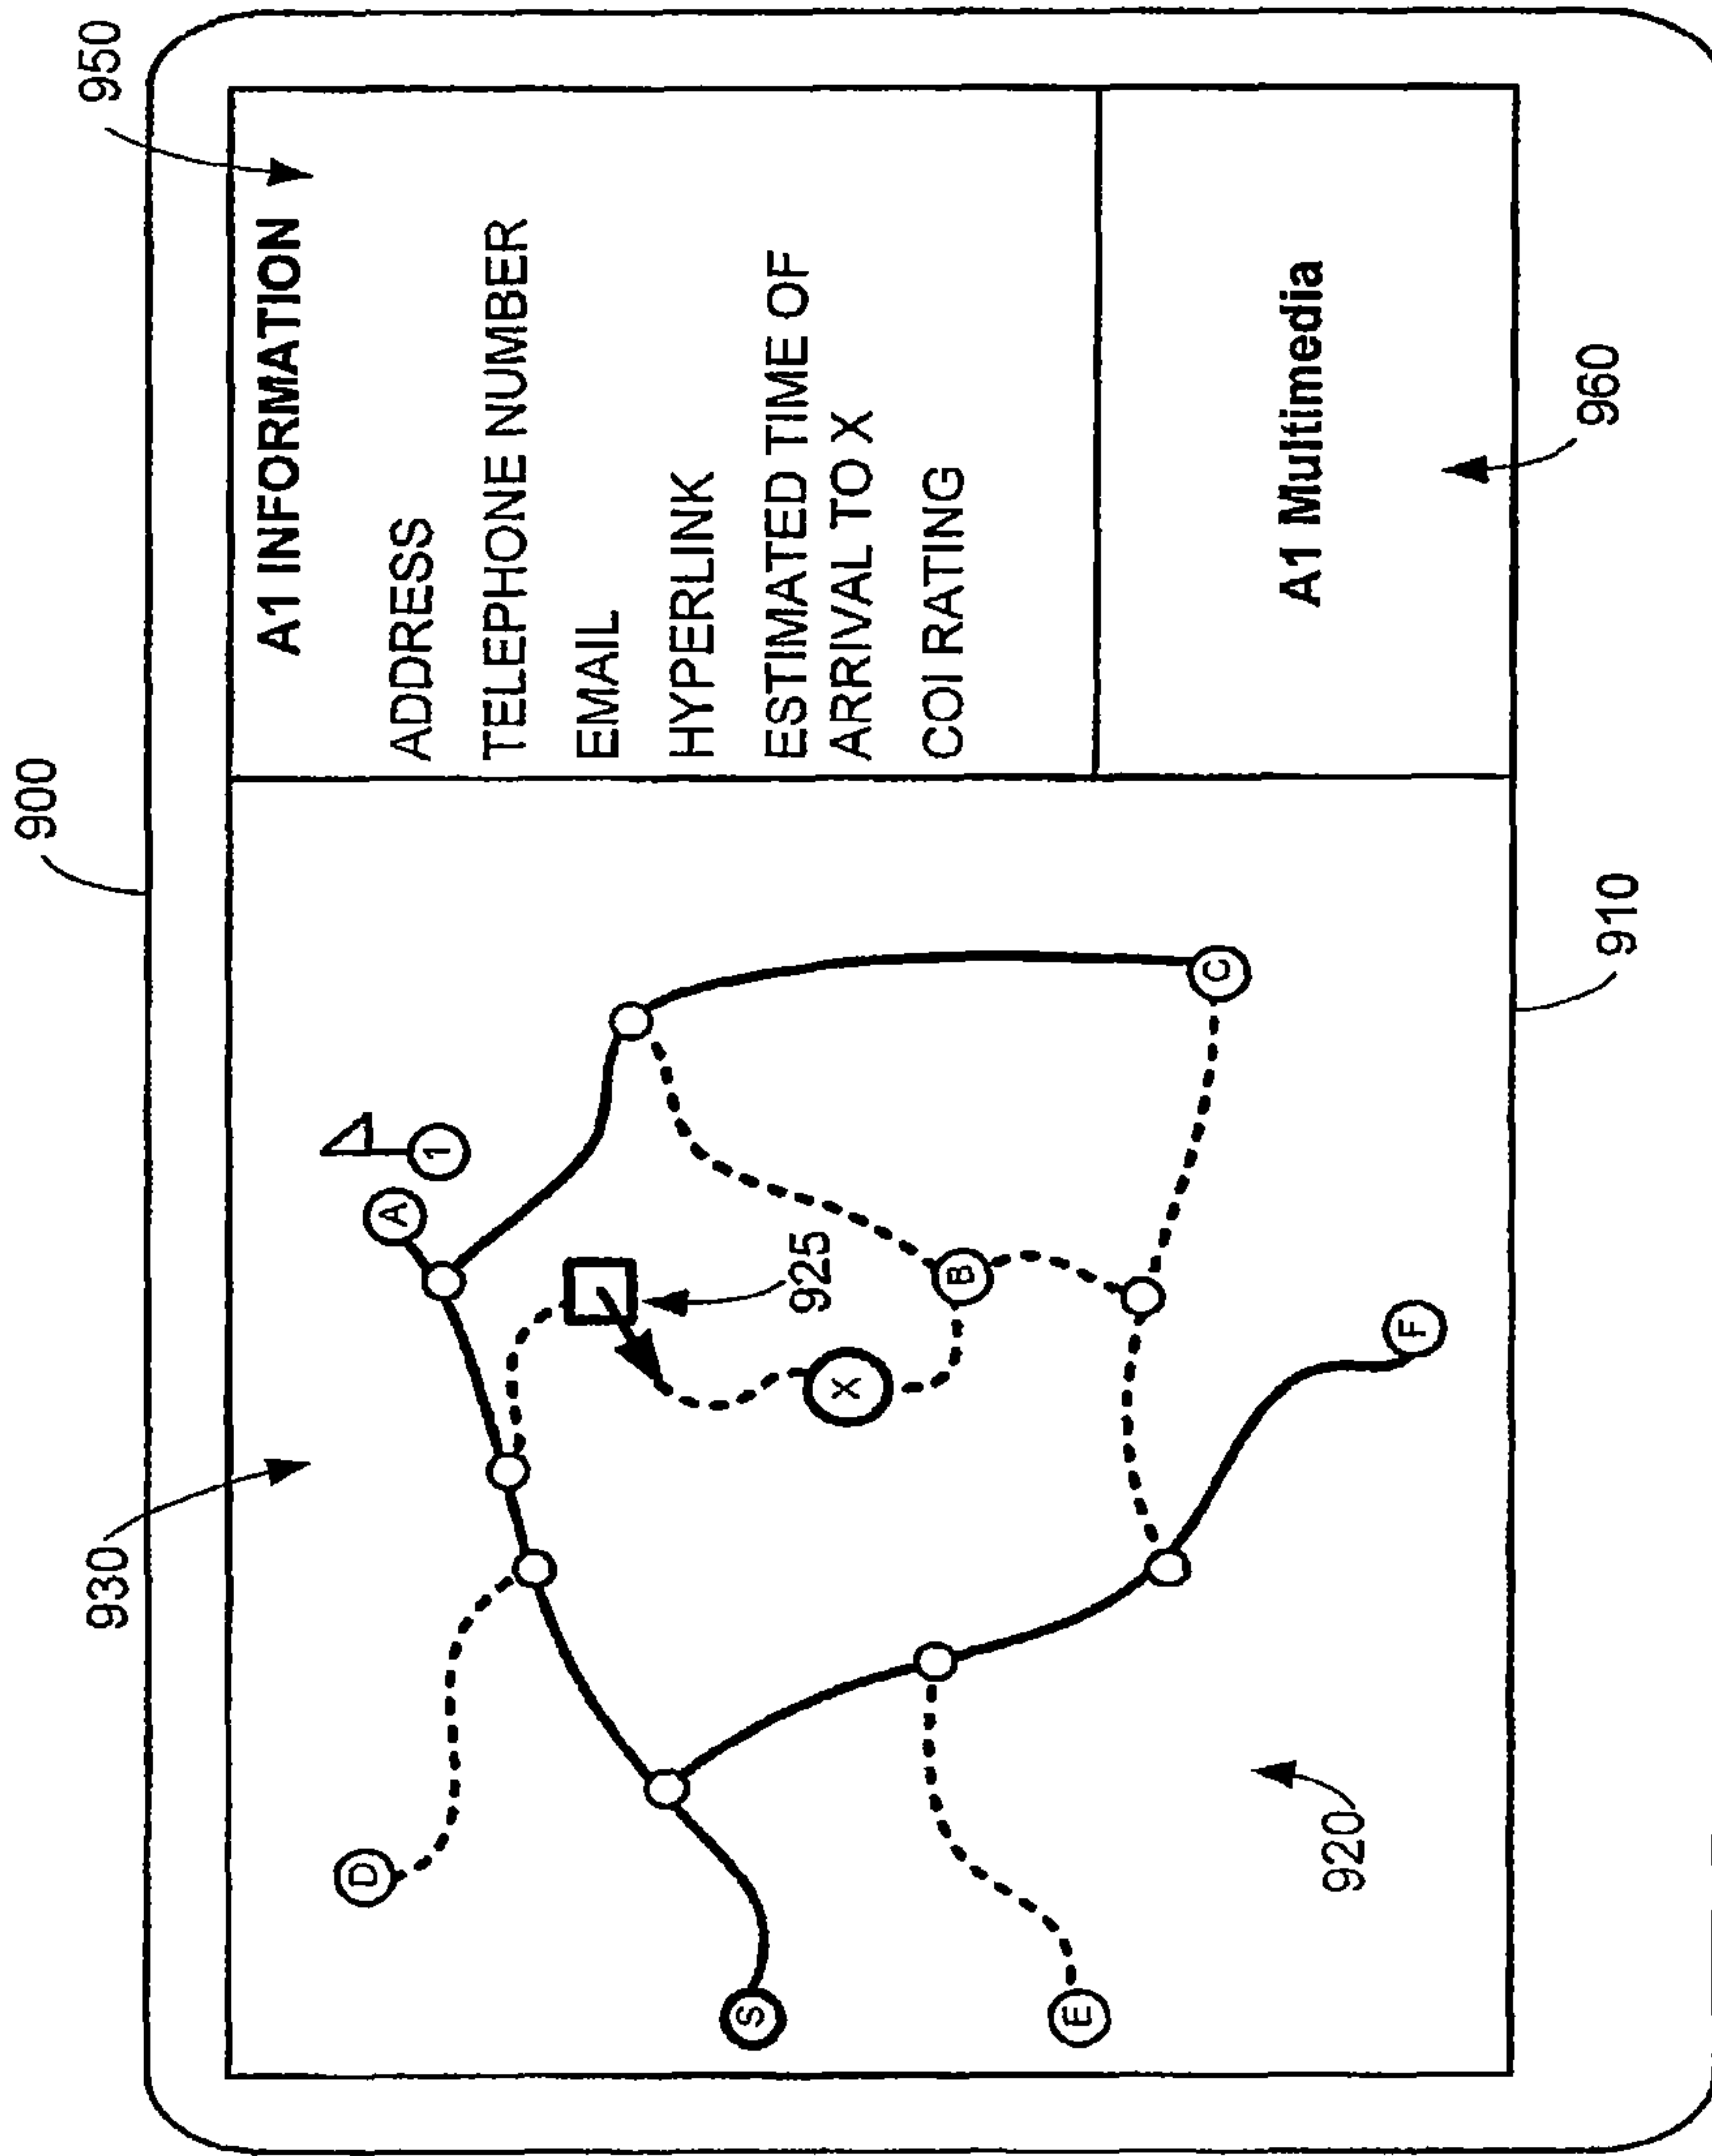 900
930
950
A1 INFORMATION
ADDRESS
TELEPHONE NUMBER
EMAIL
HYPERLINK
ESTIMATED TIME OF
ARRIVAL TO X
COI RATING
A1 Multimedia
D
A
1
925
S
X
B
E
C
F
920
910
960